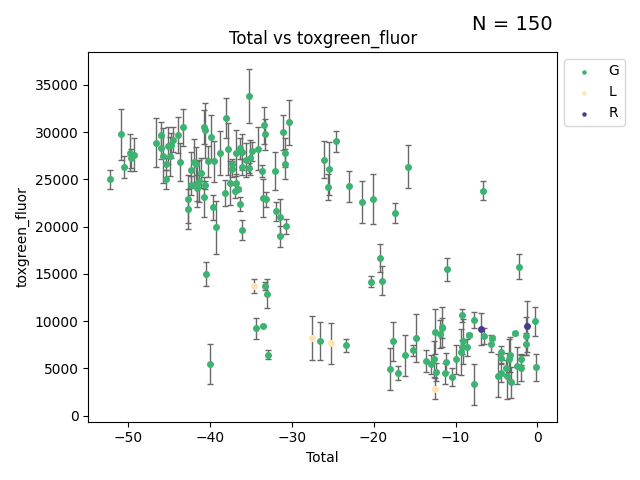 N = 150
Total vs toxgreen_fluor
35000
30000
25000
20000
15000
10000
5000
0
toxgreen_fluor
−50
−40
−30
−20
−10
0
Total
G
L
R